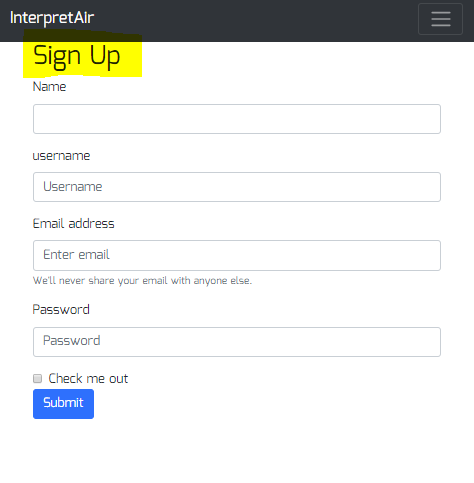 InterpretAir
Sign Up
Name
username
Username
Email address
Enter email
We'll never share your email with anyone else.
Password
Password
Check me out
Submit